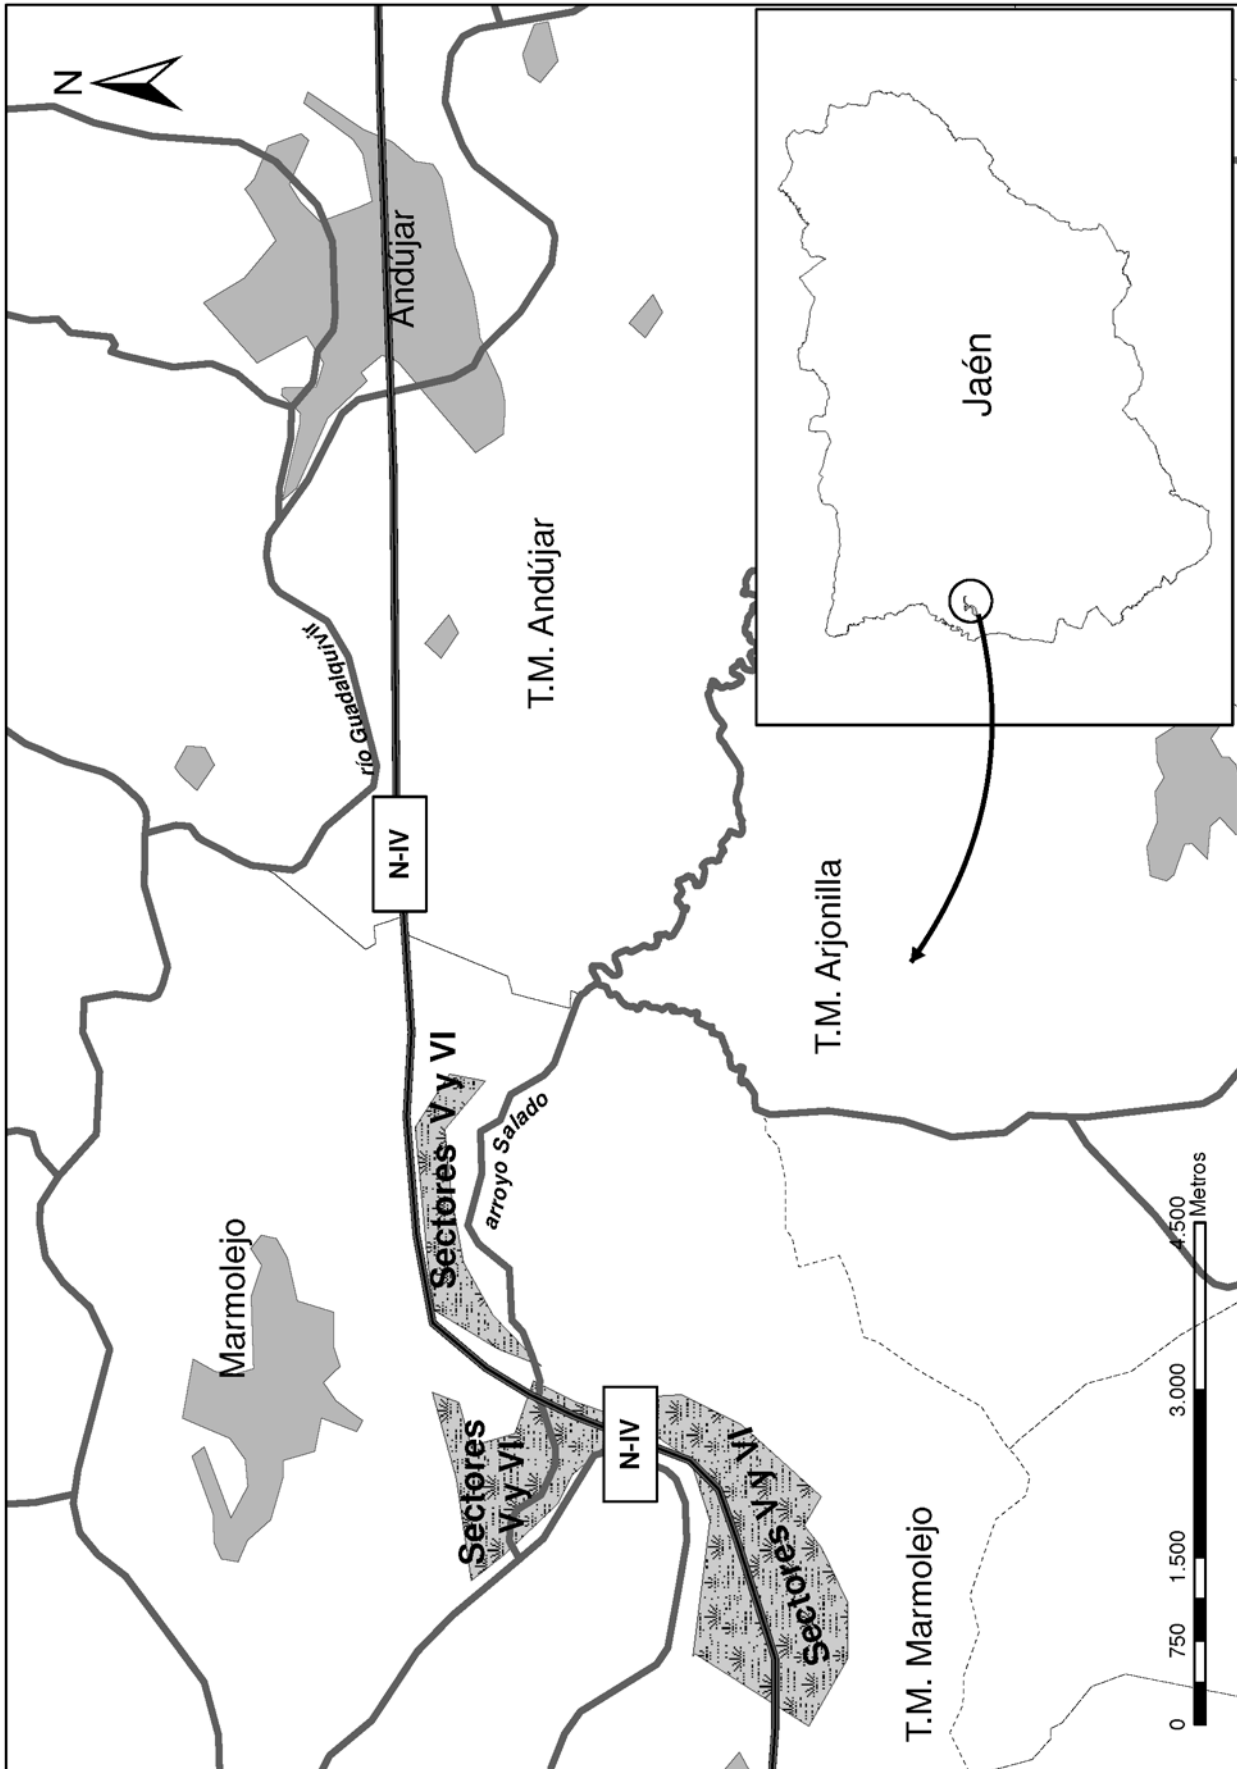 N
Andújar
Marmolejo
río Guadalquivir
N-IV
T.M. Andújar
Sectores V y VI
arroyo Salado
Sectores
V y VI
N-IV
Sectores V y VI
T.M. Arjonilla
T.M. Marmolejo
Jaén
0 750 1.500 3.000 4.500
Metros